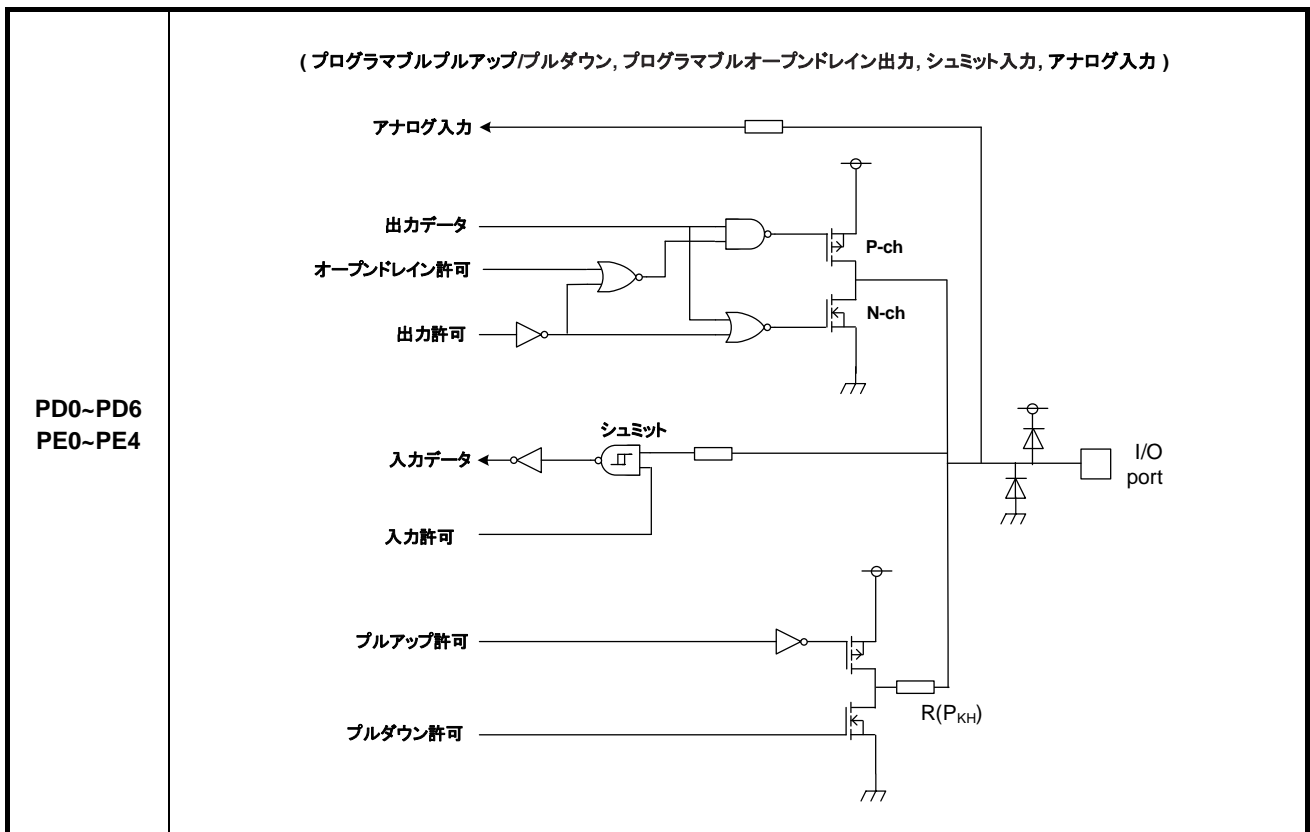 ( プログラマブルプルアップ/プルダウン, プログラマブルオープンドレイン出力, シュミット入力, アナログ入力 )
アナログ入力
出力データ
P-ch
オープンドレイン許可
N-ch
出力許可
PD0~PD6
PE0~PE4
シュミット
入力データ
I/O
port
入力許可
プルアップ許可
R(PKH)
プルダウン許可